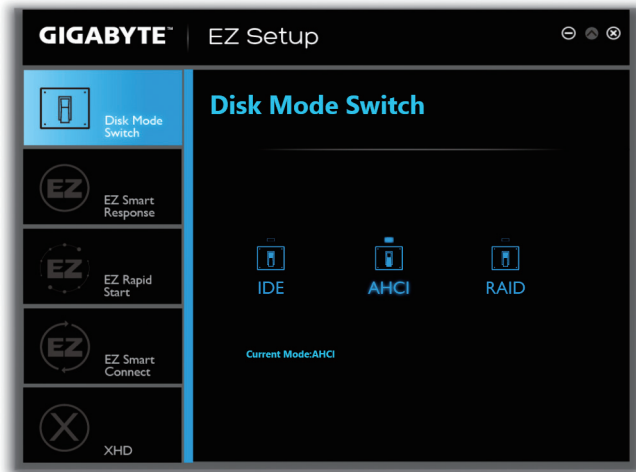 GIGABYTE™ EZ Setup
Disk Mode
Switch
Disk Mode Switch
EZ
EZ Smart
Response
EZ
EZ Rapid
Start
IDE AHCI RAID
EZ
EZ Smart
Connect
Current Mode:AHCI
X
XHD